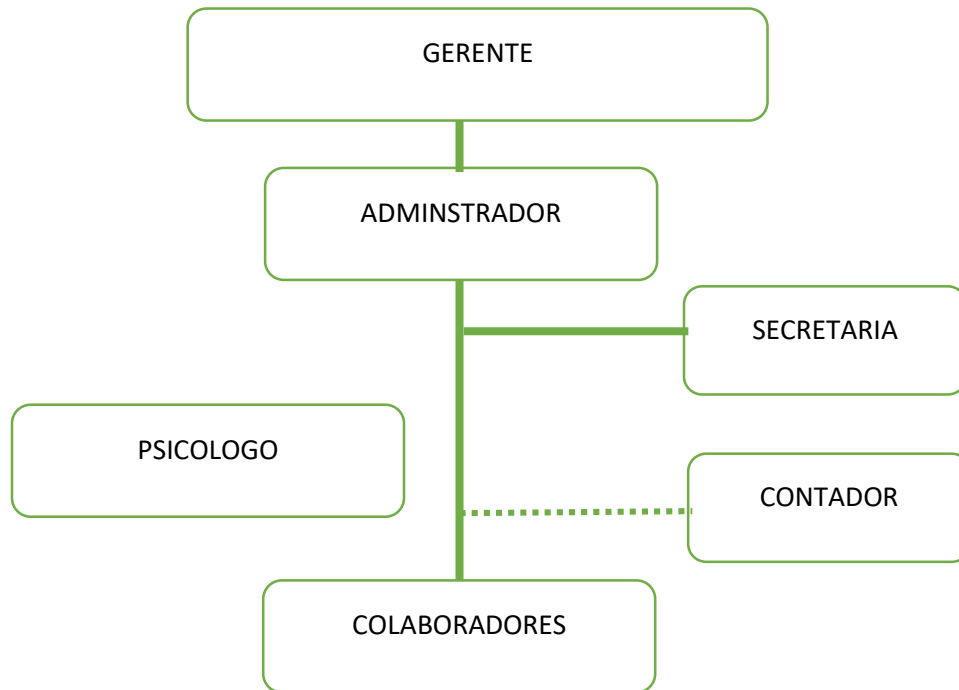 GERENTE
ADMINSTRADOR
SECRETARIA
PSICOLOGO
CONTADOR
COLABORADORES